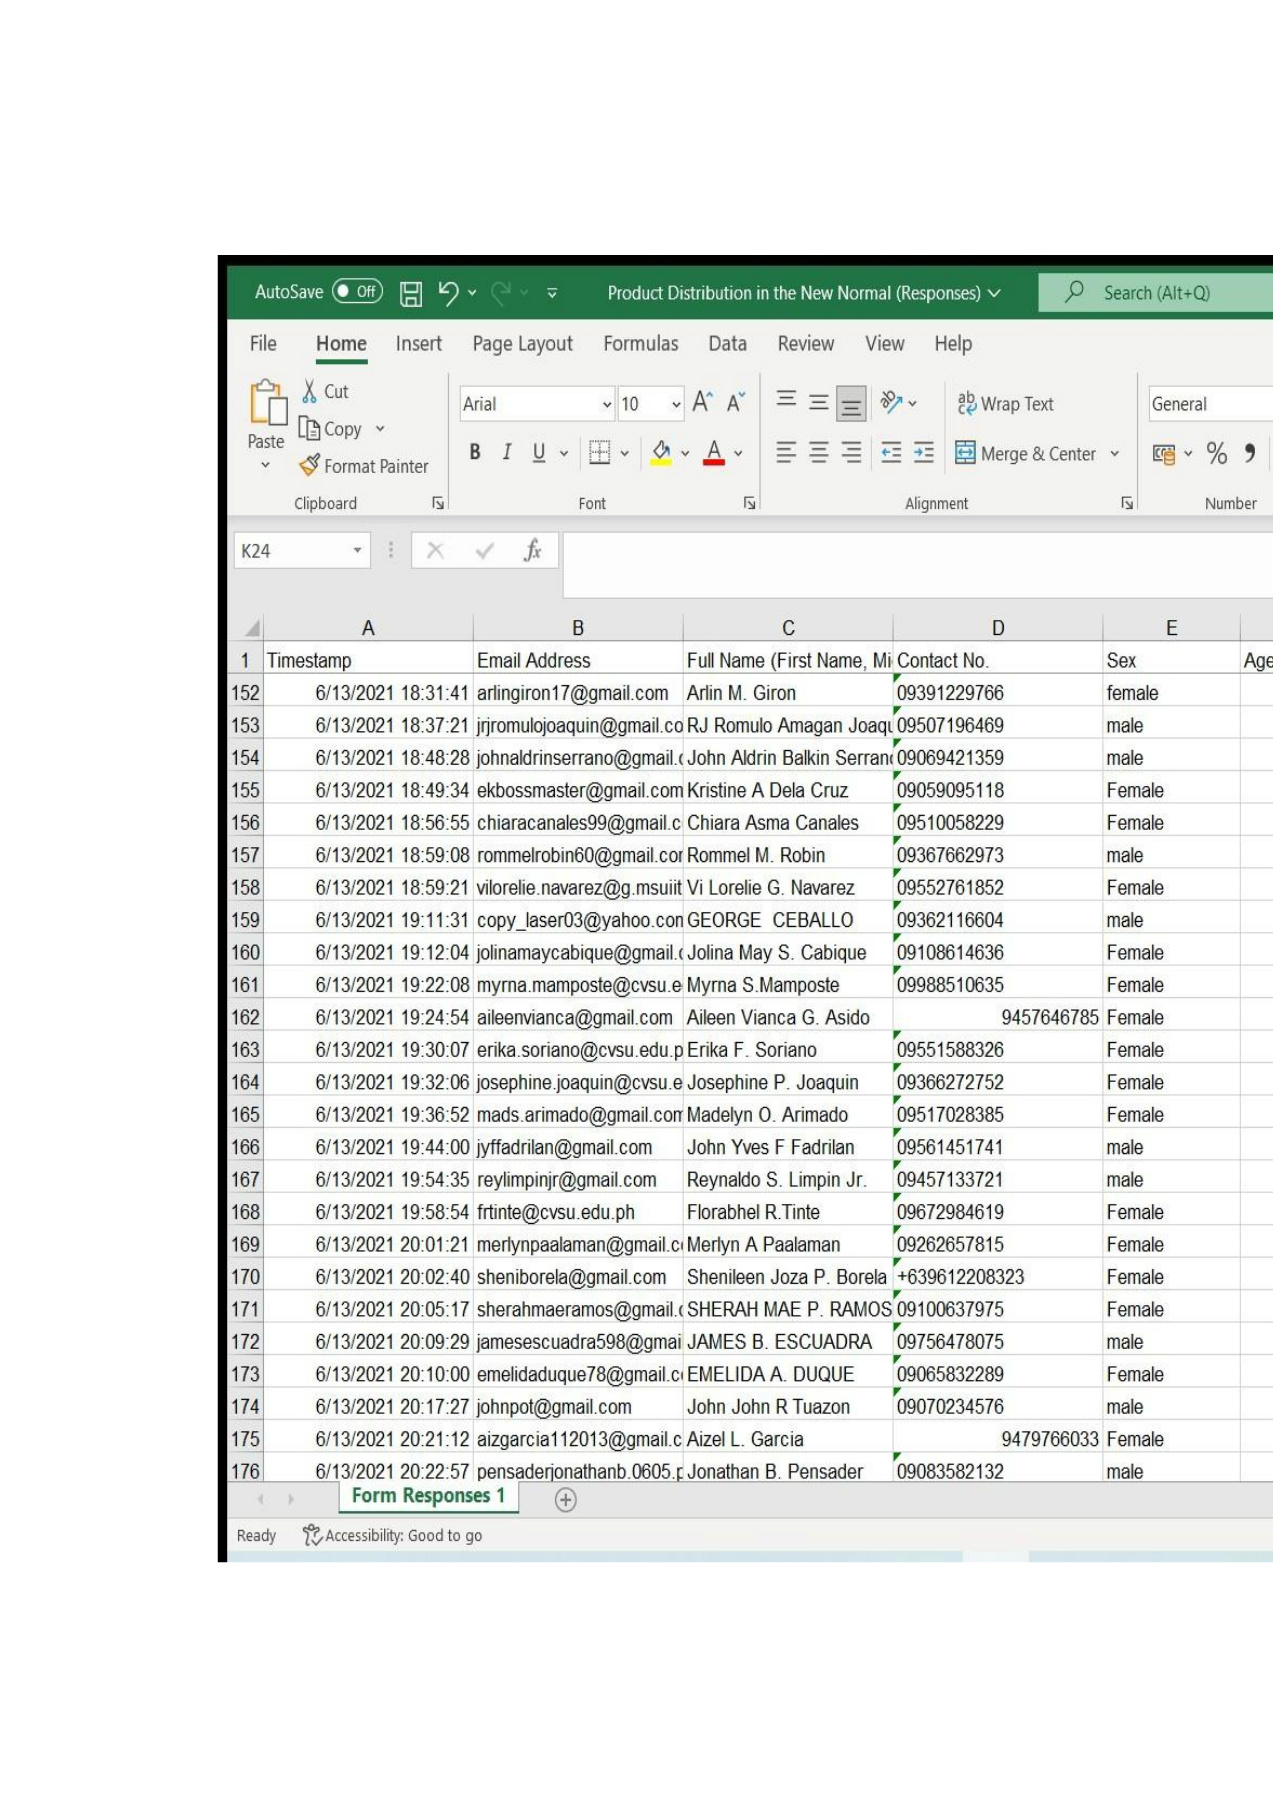 AutoSave Off Product Distribution in the New Normal (Responses) Search (Alt+Q)
File Home Insert Page Layout Formulas Data Review View Help
Cut
Copy
Paste
Format Painter
Arial 10 A A
B I U A
ab Wrap Text
Merge & Center
General
% ,
Clipboard Font Alignment Number
K24 fx
A B C D E
1 Timestamp Email Address Full Name (First Name, Mi Contact No. Sex Age
152 6/13/2021 18:31:41 arlingiron17@gmail.com Arlin M. Giron 09391229766 female
153 6/13/2021 18:37:21 jrjromulojoaquin@gmail.co RJ Romulo Amagan Joaqu 09507196469 male
154 6/13/2021 18:48:28 johnaldrinserrano@gmail.c John Aldrin Balkin Serrano 09069421359 male
155 6/13/2021 18:49:34 ekbossmaster@gmail.com Kristine A Dela Cruz 09059095118 Female
156 6/13/2021 18:56:55 chiaracanales99@gmail.c Chiara Asma Canales 09510058229 Female
157 6/13/2021 18:59:08 rommelrobin60@gmail.com Rommel M. Robin 09367662973 male
158 6/13/2021 18:59:21 vilorelie.navarez@g.msuiit Vi Lorelie G. Navarez 09552761852 Female
159 6/13/2021 19:11:31 copy_laser03@yahoo.com GEORGE  CEBALLO 09362116604 male
160 6/13/2021 19:12:04 jolinamaycabique@gmail.c Jolina May S. Cabique 09108614636 Female
161 6/13/2021 19:22:08 myrna.mamposte@cvsu.e Myrna S.Mamposte 09988510635 Female
162 6/13/2021 19:24:54 aileenvianca@gmail.com Aileen Vianca G. Asido 9457646785 Female
163 6/13/2021 19:30:07 erika.soriano@cvsu.edu.p Erika F. Soriano 09551588326 Female
164 6/13/2021 19:32:06 josephine.joaquin@cvsu.e Josephine P. Joaquin 09366272752 Female
165 6/13/2021 19:36:52 mads.arimado@gmail.com Madelyn O. Arimado 09517028385 Female
166 6/13/2021 19:44:00 jyffadrilan@gmail.com John Yves F Fadrilan 09561451741 male
167 6/13/2021 19:54:35 reylimpinjr@gmail.com Reynaldo S. Limpin Jr. 09457133721 male
168 6/13/2021 19:58:54 frtinte@cvsu.edu.ph Florabhel R.Tinte 09672984619 Female
169 6/13/2021 20:01:21 merlynpaalaman@gmail.c Merlyn A Paalaman 09262657815 Female
170 6/13/2021 20:02:40 sheniborela@gmail.com Shenileen Joza P. Borela +639612208323 Female
171 6/13/2021 20:05:17 sherahmaeramos@gmail.c SHERAH MAE P. RAMOS 09100637975 Female
172 6/13/2021 20:09:29 jamesescuadra598@gmai JAMES B. ESCUADRA 09756478075 male
173 6/13/2021 20:10:00 emelidaduque78@gmail.c EMELIDA A. DUQUE 09065832289 Female
174 6/13/2021 20:17:27 johnpot@gmail.com John John R Tuazon 09070234576 male
175 6/13/2021 20:21:12 aizgarcia112013@gmail.c Aizel L. Garcia 9479766033 Female
176 6/13/2021 20:22:57 pensaderjonathanb.0605.p Jonathan B. Pensader 09083582132 male
Form Responses 1
Ready Accessibility: Good to go